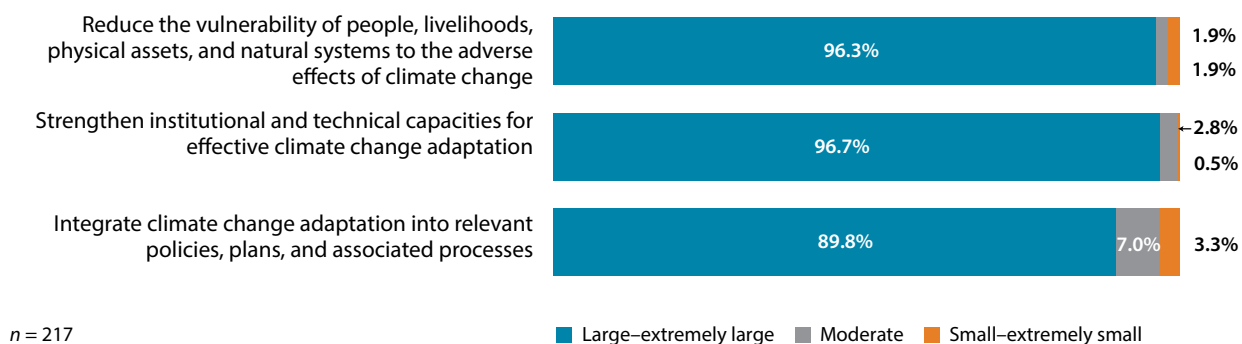 Reduce the vulnerability of people, livelihoods,
physical assets, and natural systems to the adverse
effects of climate change
96.3%
1.9%
1.9%
Strengthen institutional and technical capacities for
effective climate change adaptation
96.7%
2.8%
0.5%
Integrate climate change adaptation into relevant
policies, plans, and associated processes
89.8%
7.0%
3.3%
n = 217
Large–extremely large
Moderate
Small–extremely small